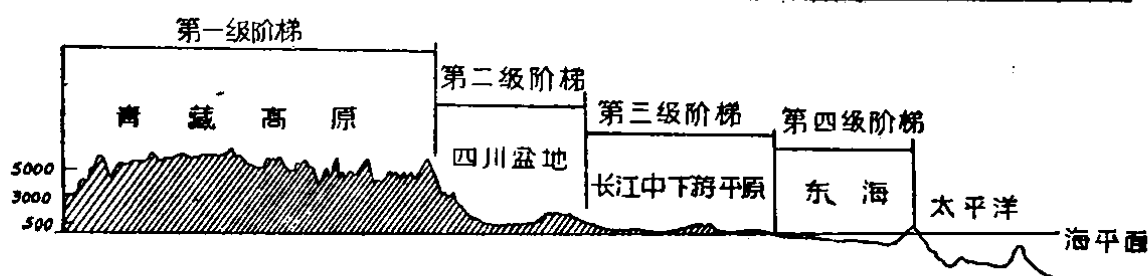 第一级阶梯
第二级阶梯
第三级阶梯
第四级阶梯
青藏高原
四川盆地
长江中下游平原
东海
太平洋
海平面
5000
3000
500